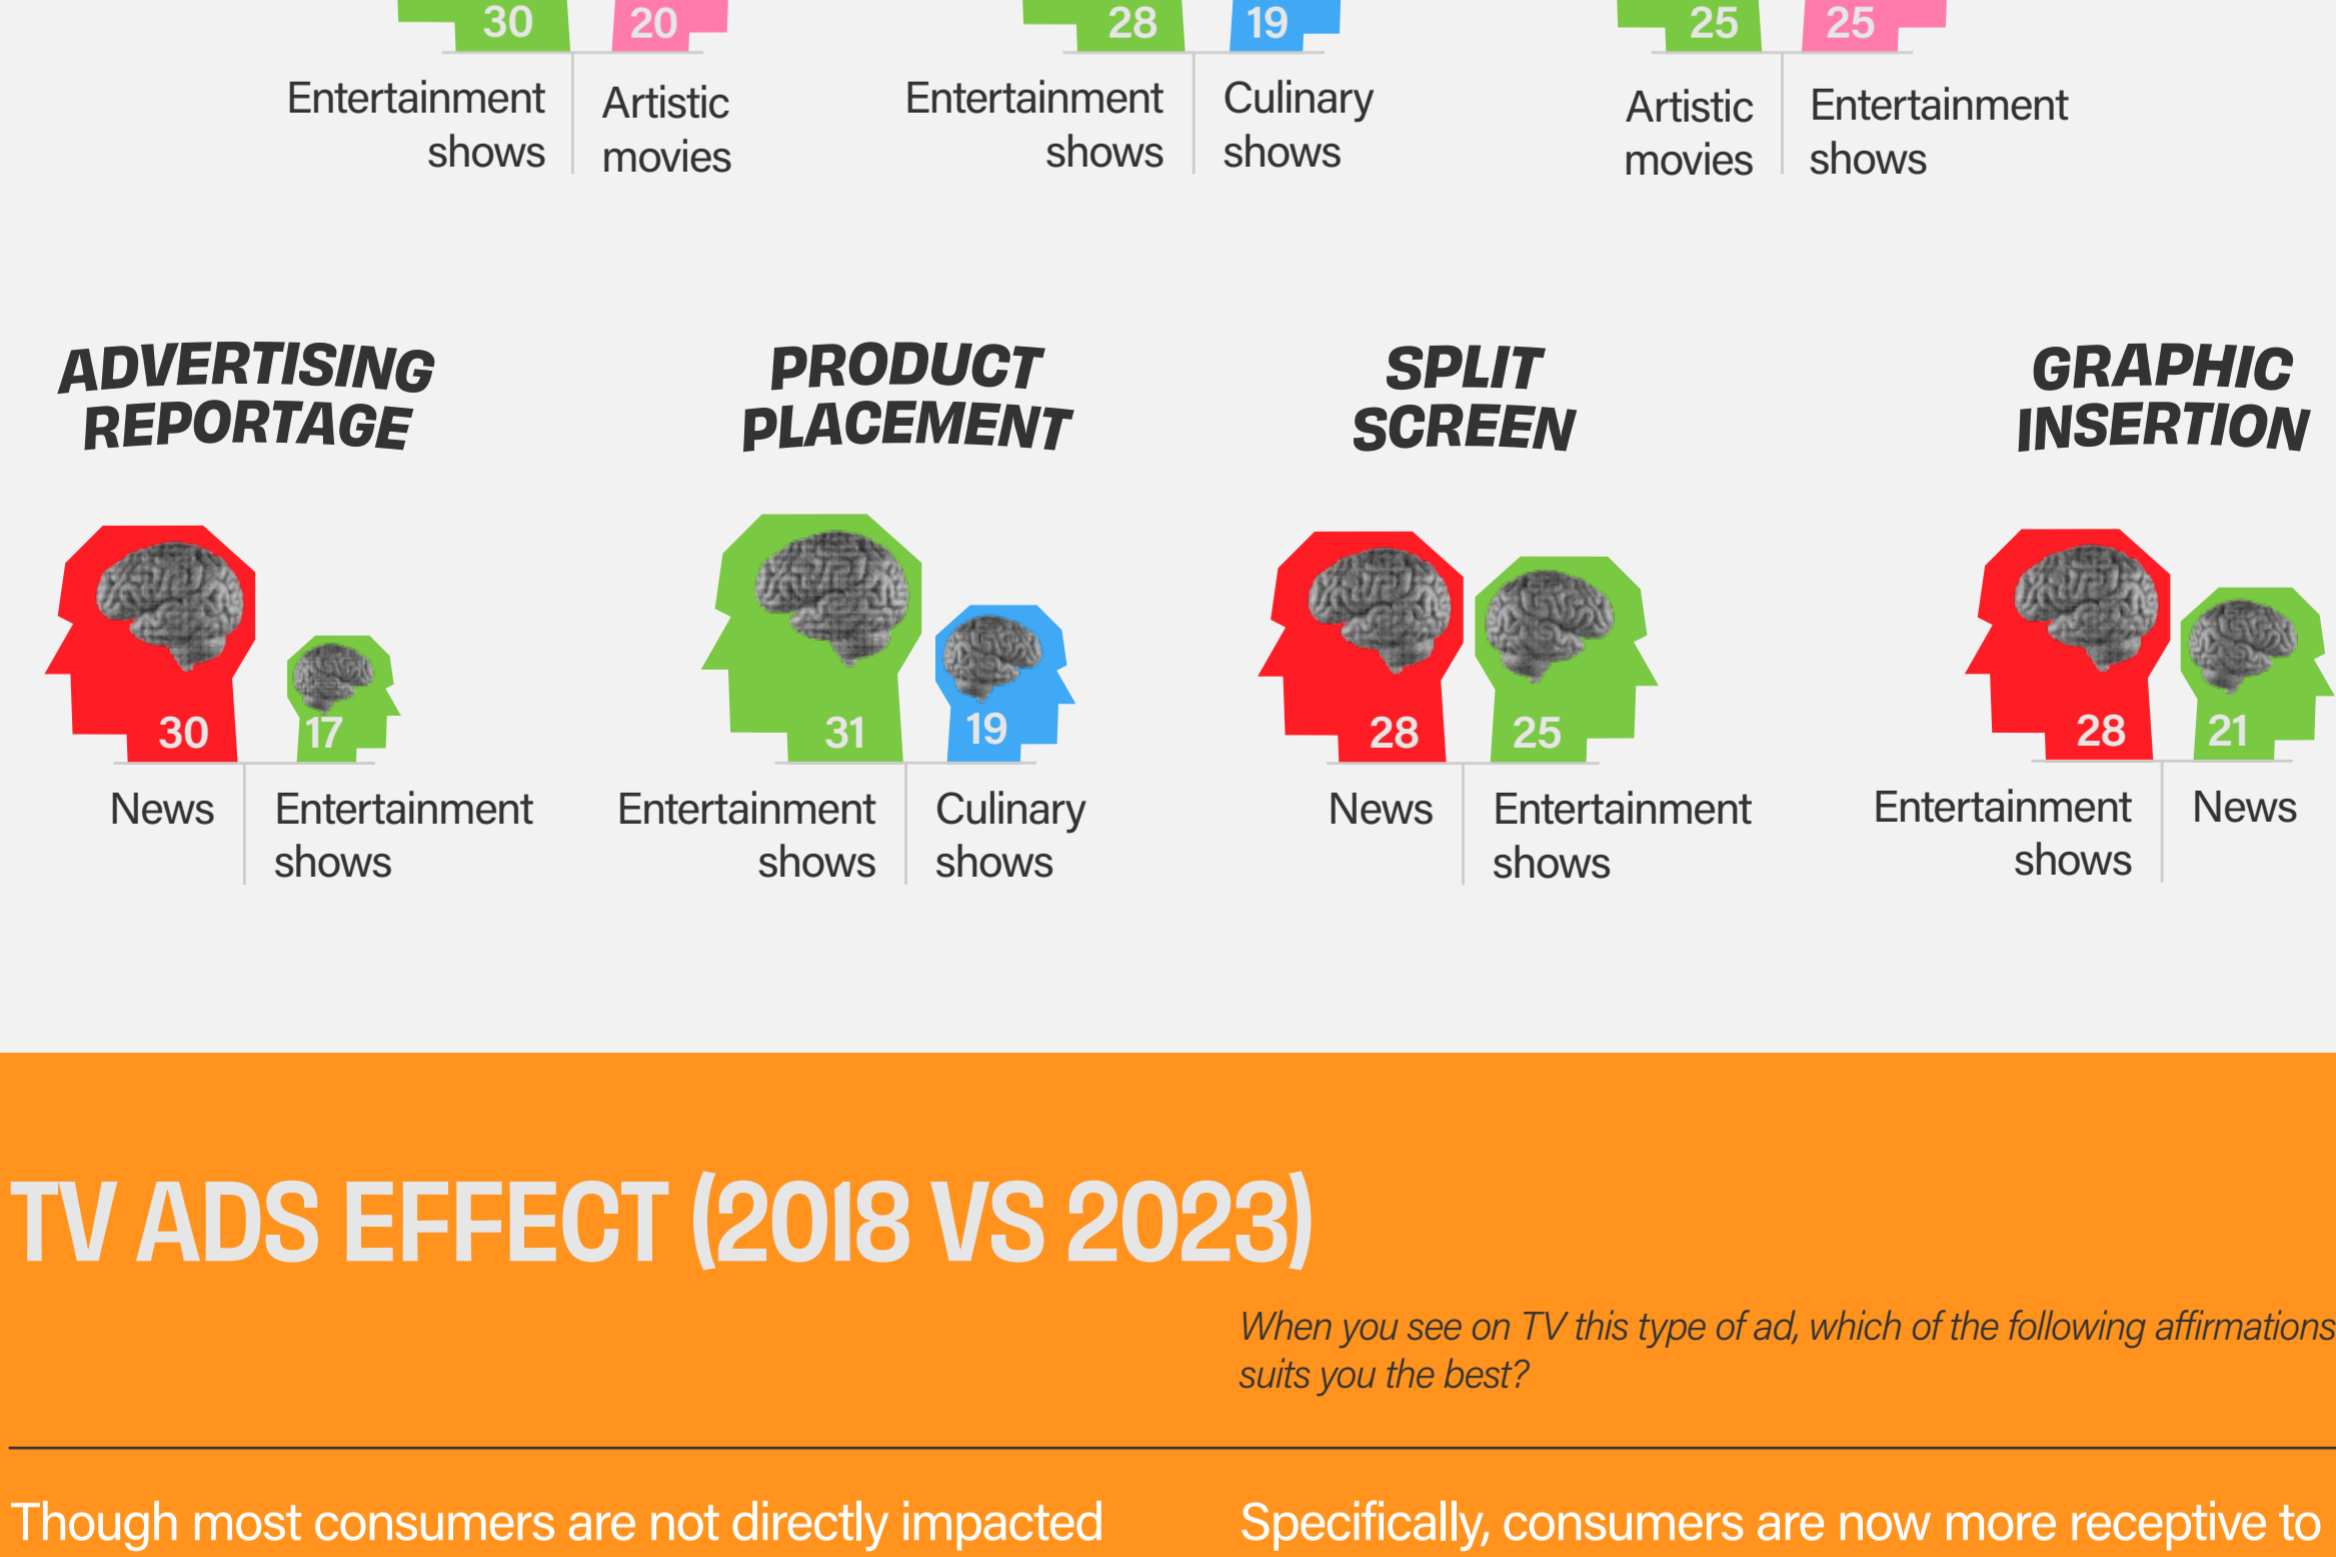 30
20
28
19
25
25
Entertainment
shows
Artistic
movies
Entertainment
shows
Culinary
shows
Artistic
movies
Entertainment
shows
ADVERTISING
REPORTAGE
PRODUCT
PLACEMENT
SPLIT
SCREEN
GRAPHIC
INSERTION
30
17
31
19
28
25
28
21
News
Entertainment
shows
Entertainment
shows
Culinary
shows
News
Entertainment
shows
Entertainment
shows
News
TV ADS EFFECT (2018 VS 2023)
When you see on TV this type of ad, which of the following affirmations
suits you the best?
Though most consumers are not directly impacted
Specifically, consumers are now more receptive to